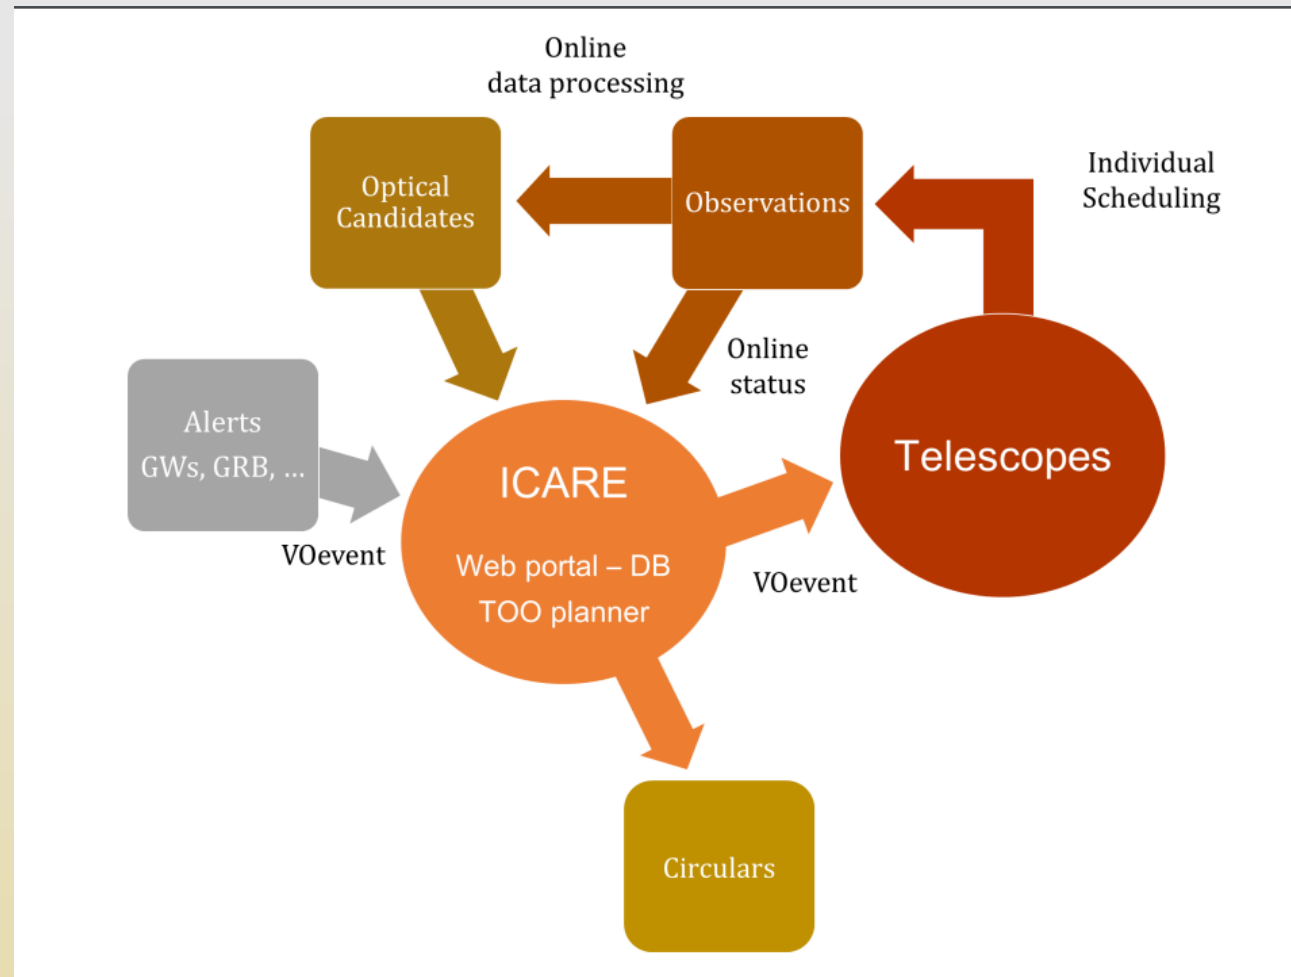 Online
data processing
Optical
Candidates
Observations
Individual
Scheduling
Online
status
Alerts
GWs, GRB, ...
VOevent
ICARE
Web portal – DB
TOO planner
VOevent
Telescopes
Circulars